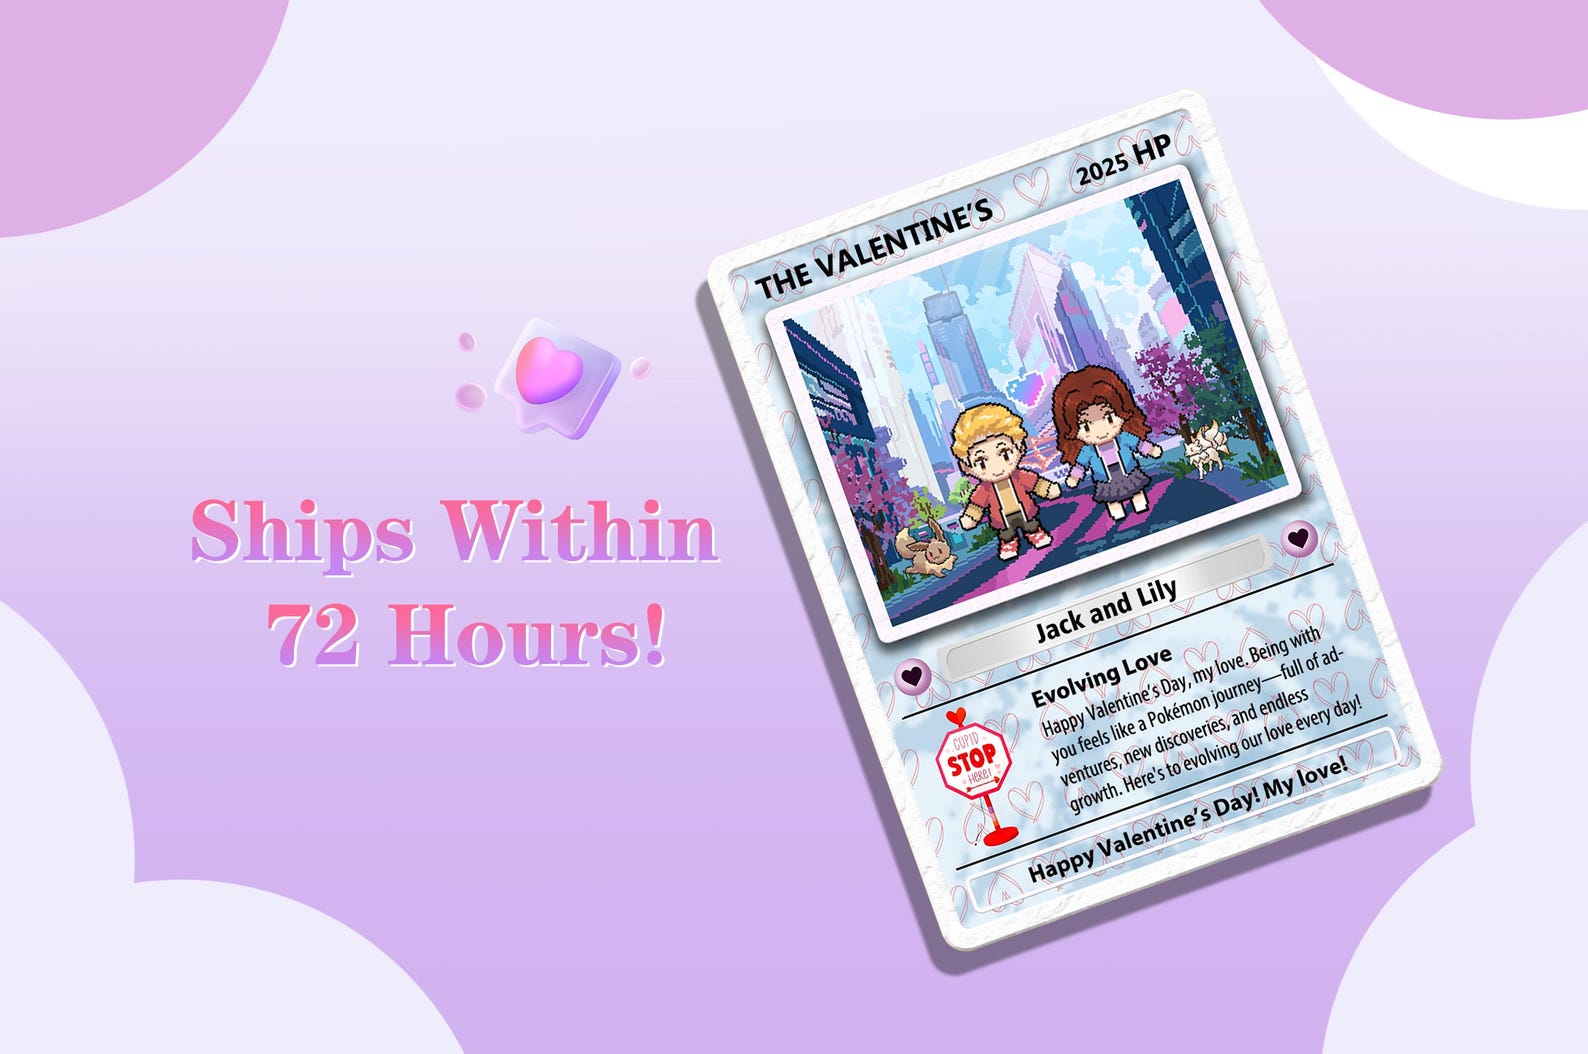 Ships Within
72 Hours!
THE VALENTINE'S
2025 HP
Jack and Lily
Evolving Love
Happy Valentine's Day, my love. Being with
you feels like a Pokémon journey—full of ad-
ventures, new discoveries, and endless
growth. Here's to evolving our love every day!
CUPID
STOP
HERE!
Happy Valentine's Day! My love!